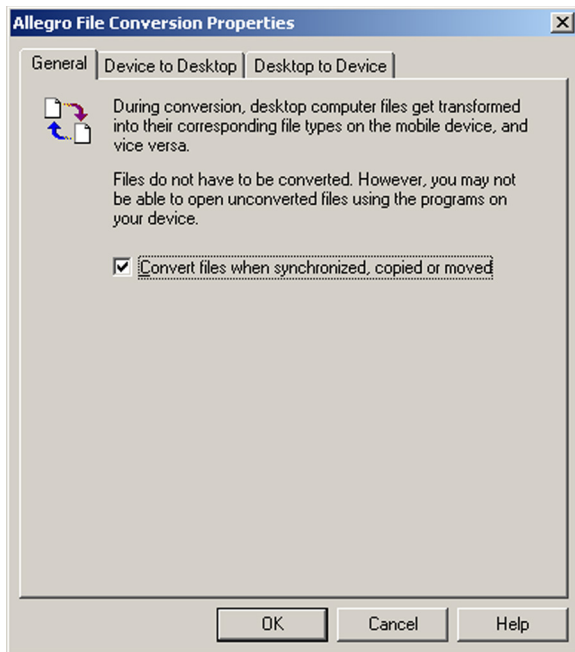 Allegro File Conversion Properties
General
Device to Desktop
Desktop to Device
During conversion, desktop computer files get transformed
into their corresponding file types on the mobile device, and
vice versa.
Files do not have to be converted. However, you may not
be able to open unconverted files using the programs on
your device.
Convert files when synchronized, copied or moved
OK
Cancel
Help